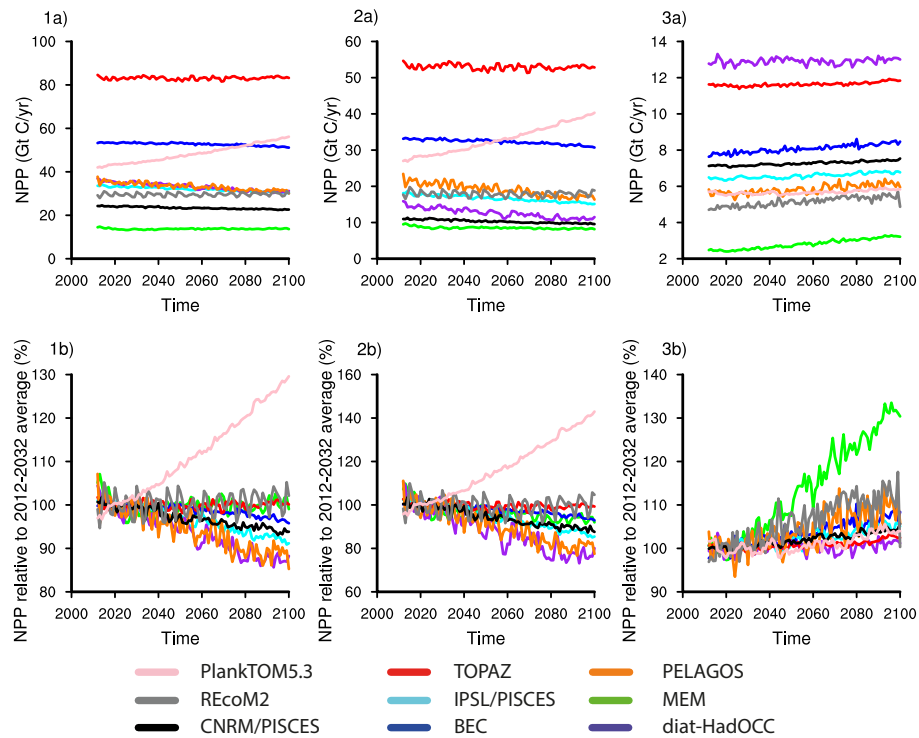 1a) 2a) 3a)
NPP (Gt C/yr)
100
80
60
40
20
0
2000 2020 2040 2060 2080 2100
Time
NPP (Gt C/yr)
60
50
40
30
20
10
0
2000 2020 2040 2060 2080 2100
Time
NPP (Gt C/yr)
14
12
10
8
6
4
2
2000 2020 2040 2060 2080 2100
Time
1b) 2b) 3b)
NPP relative to 2012-2032 average (%)
130
120
110
100
90
80
2000 2020 2040 2060 2080 2100
Time
NPP relative to 2012-2032 average (%)
160
140
120
100
80
60
2000 2020 2040 2060 2080 2100
Time
NPP relative to 2012-2032 average (%)
140
130
120
110
100
90
2000 2020 2040 2060 2080 2100
Time
PlankTOM5.3 TOPAZ PELAGOS
REcoM2 IPSL/PISCES MEM
CNRM/PISCES BEC diat-HadOCC